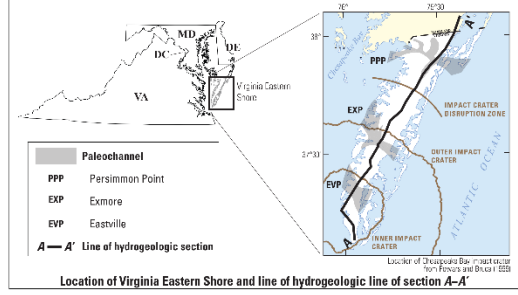 MD
DE
DC
VA
Virginia Eastern
Shore
Paleochannel
PPP Persimmon Point
EXP Exmore
EVP Eastville
A—A′ Line of hydrogeologic section
76°
75°30
38°
37°30
A′
Chesapeake Bay
PPP
EXP
EVP
IMPACT CRATER
DISRUPTION ZONE
OUTER IMPACT
CRATER
ATLANTIC OCEAN
INNER IMPACT
CRATER
A
Location of Chesapeake Bay impact crater
from Powars and Bruce (1999)
Location of Virginia Eastern Shore and line of hydrogeologic line of section A–A′